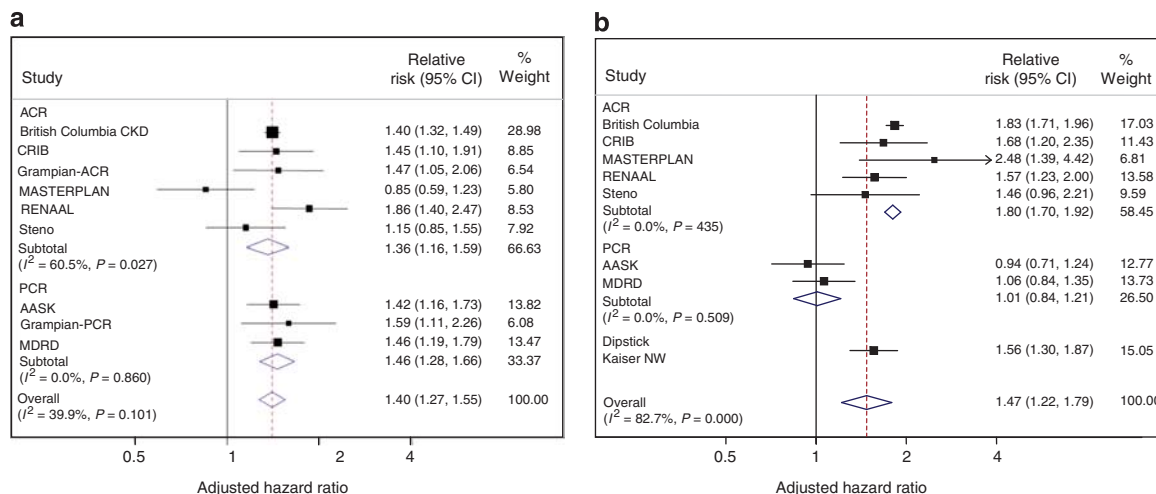 a
Study
Relative
risk (95% CI)
%
Weight
ACR
British Columbia CKD 1.40 (1.32, 1.49) 28.98
CRIB 1.45 (1.10, 1.91) 8.85
Grampian-ACR 1.47 (1.05, 2.06) 6.54
MASTERPLAN 0.85 (0.59, 1.23) 5.80
RENAAL 1.86 (1.40, 2.47) 8.53
Steno 1.15 (0.85, 1.55) 7.92
Subtotal 1.36 (1.16, 1.59) 66.63
(I² = 60.5%, P = 0.027)
PCR
AASK 1.42 (1.16, 1.73) 13.82
Grampian-PCR 1.59 (1.11, 2.26) 6.08
MDRD 1.46 (1.19, 1.79) 13.47
Subtotal 1.46 (1.28, 1.66) 33.37
(I² = 0.0%, P = 0.860)
Overall 1.40 (1.27, 1.55) 100.00
(I² = 39.9%, P = 0.101)
0.5 1 2 4
Adjusted hazard ratio
b
Study
Relative
risk (95% CI)
%
Weight
ACR
British Columbia 1.83 (1.71, 1.96) 17.03
CRIB 1.68 (1.20, 2.35) 11.43
MASTERPLAN 2.48 (1.39, 4.42) 6.81
RENAAL 1.57 (1.23, 2.00) 13.58
Steno 1.46 (0.96, 2.21) 9.59
Subtotal 1.80 (1.70, 1.92) 58.45
(I² = 0.0%, P = 435)
PCR
AASK 0.94 (0.71, 1.24) 12.77
MDRD 1.06 (0.84, 1.35) 13.73
Subtotal 1.01 (0.84, 1.21) 26.50
(I² = 0.0%, P = 0.509)
Dipstick
Kaiser NW 1.56 (1.30, 1.87) 15.05
Overall 1.47 (1.22, 1.79) 100.00
(I² = 82.7%, P = 0.000)
0.5 1 2 4
Adjusted hazard ratio